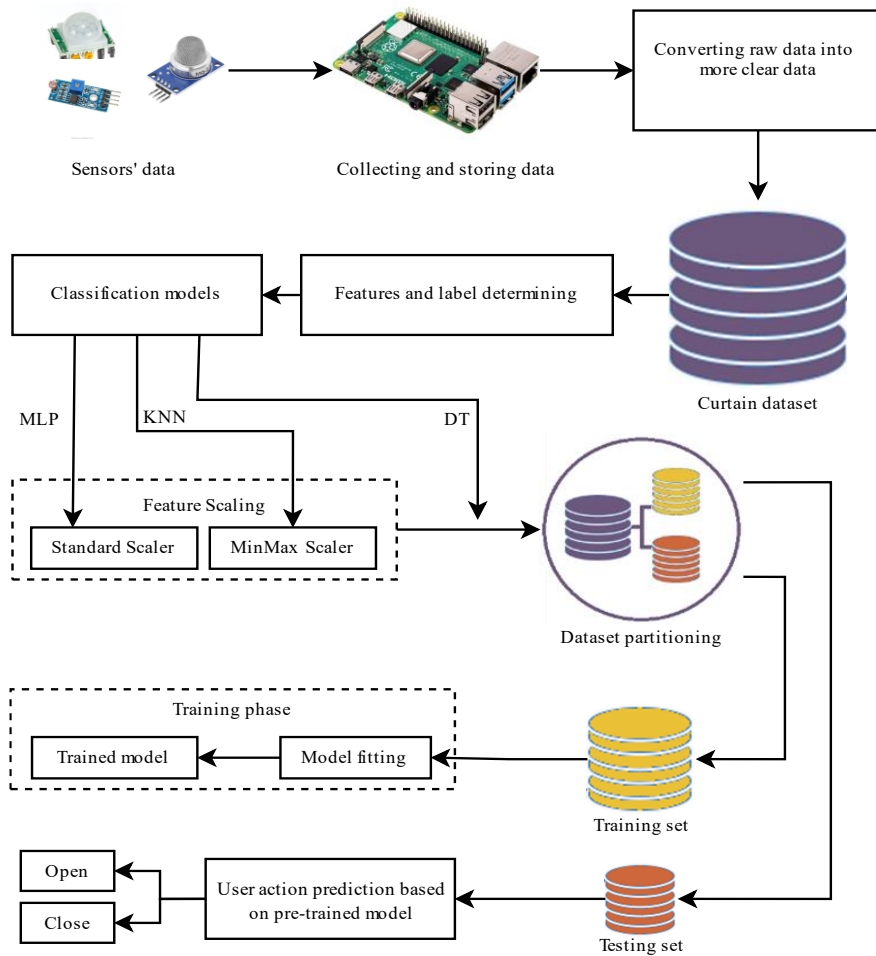 Converting raw data into
more clear data
Sensors' data
Collecting and storing data
Classification models
Features and label determining
Curtain dataset
MLP
KNN
DT
Feature Scaling
Standard Scaler
MinMax Scaler
Dataset partitioning
Training phase
Trained model
Model fitting
Training set
Open
Close
User action prediction based
on pre-trained model
Testing set